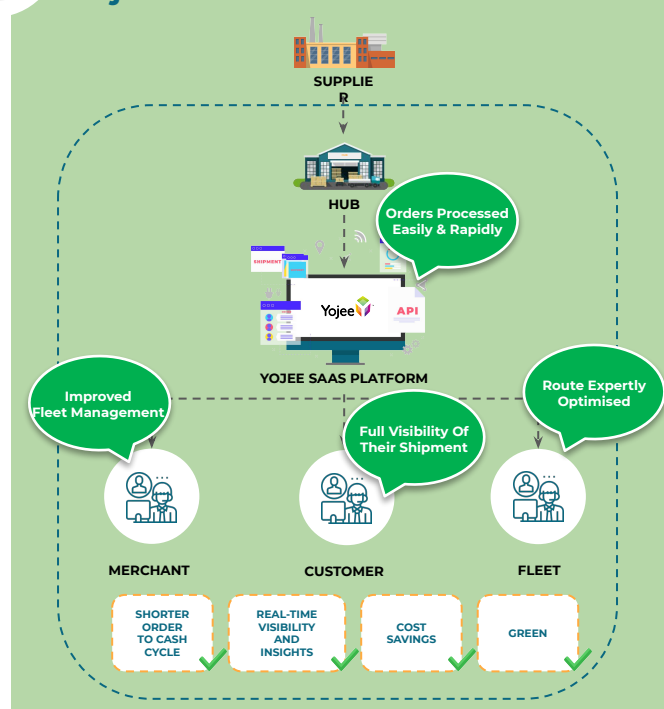 SUPPLIE
R
HUB
Orders Processed
Easily & Rapidly
SHIPMENT
Yojee
API
YOJEE SAAS PLATFORM
Improved
Fleet Management
Route Expertly
Optimised
Full Visibility Of
Their Shipment
MERCHANT
CUSTOMER
FLEET
SHORTER
ORDER
TO CASH
CYCLE
REAL-TIME
VISIBILITY
AND
INSIGHTS
COST
SAVINGS
GREEN